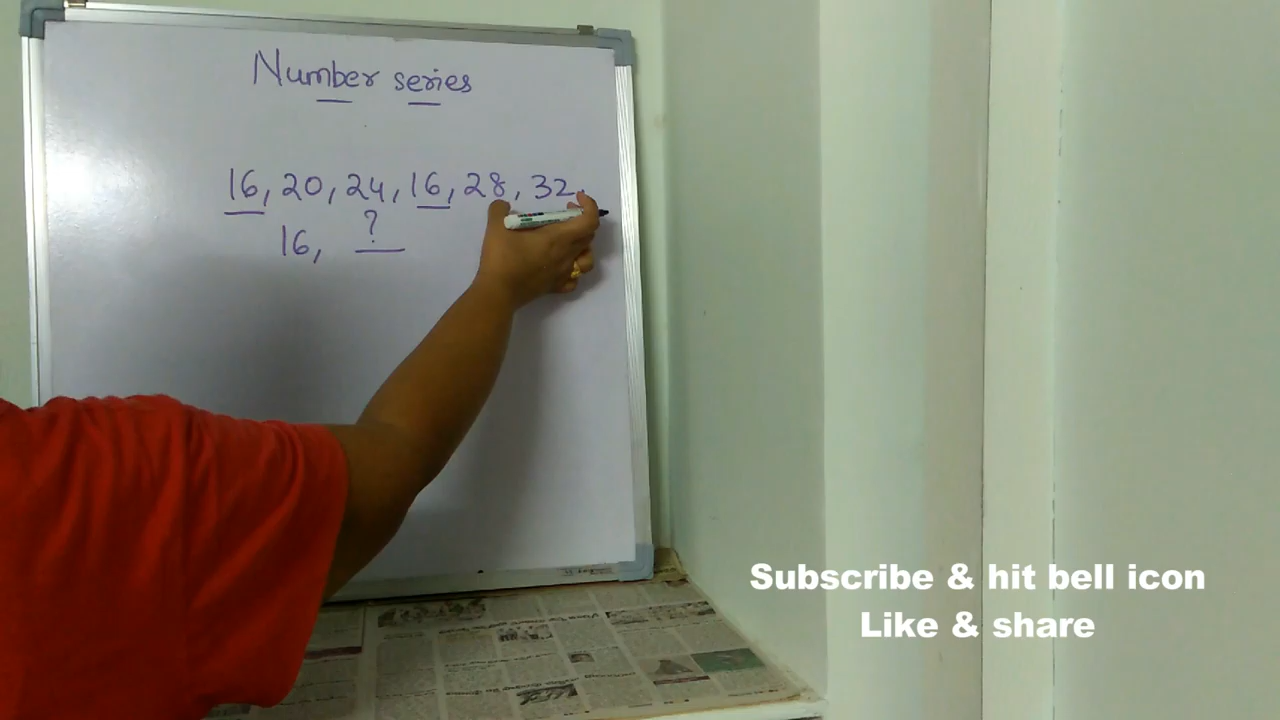 Number series
16, 20, 24, 16, 28, 32,
16, ?
Subscribe & hit bell icon
Like & share